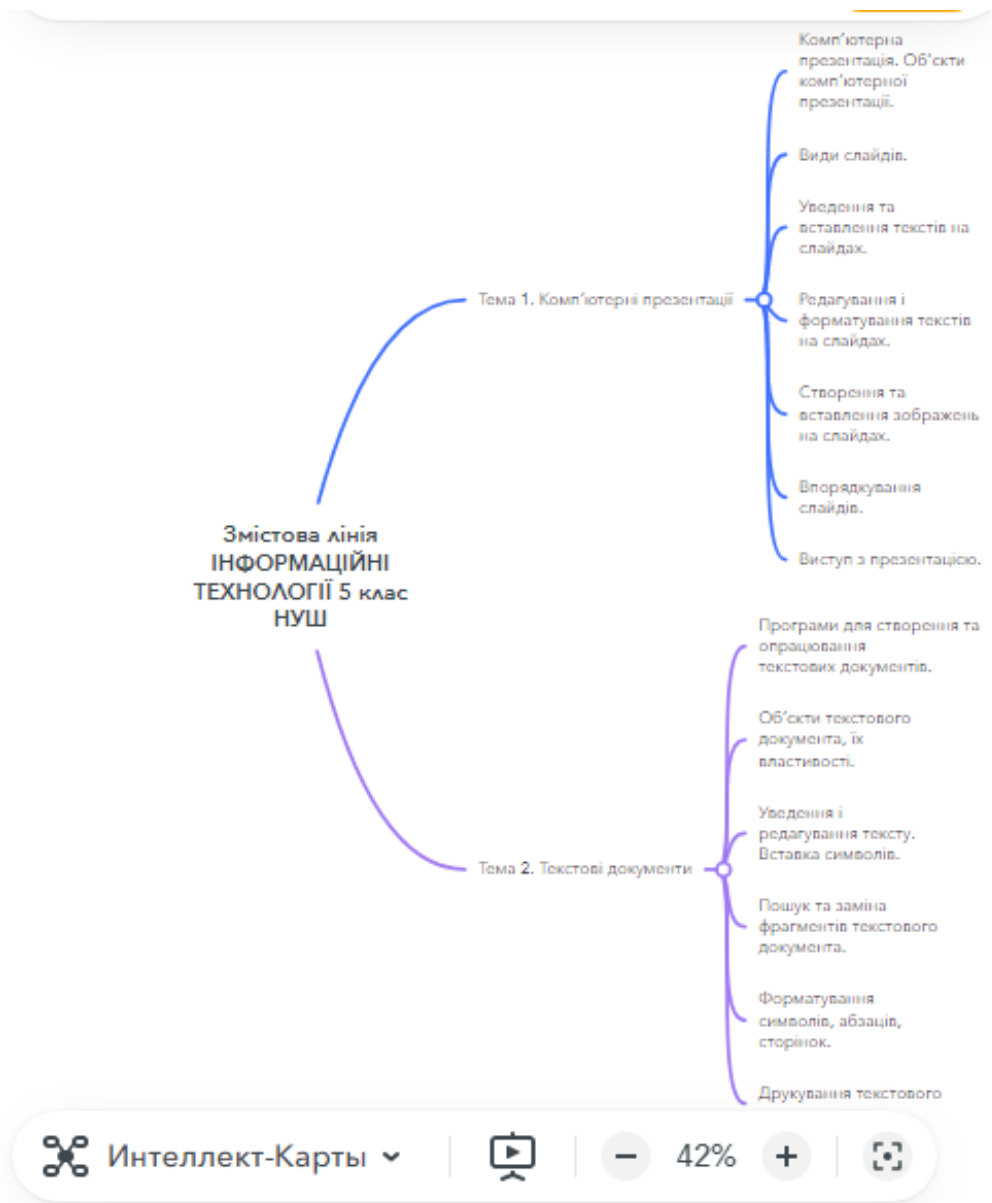 Комп'ютерна
презентація. Об'єкти
комп'ютерної
презентації.
Види слайдів.
Уведення та
вставлення текстів на
слайдах.
Тема 1. Комп'ютерні презентації
Редагування і
форматування текстів
на слайдах.
Створення та
вставлення зображень
на слайдах.
Впорядкування
слайдів.
Виступ з презентацією.
Змістова лінія
ІНФОРМАЦІЙНІ
ТЕХНОЛОГІЇ 5 клас
НУШ
Програми для створення та
опрацювання
текстових документів.
Об'єкти текстового
документа, їх
властивості.
Уведення і
редагування тексту.
Вставка символів.
Тема 2. Текстові документи
Пошук та заміна
фрагментів текстового
документа.
Форматування
символів, абзаців,
сторінок.
Друкування текстового
Интеллект-Карты
42%